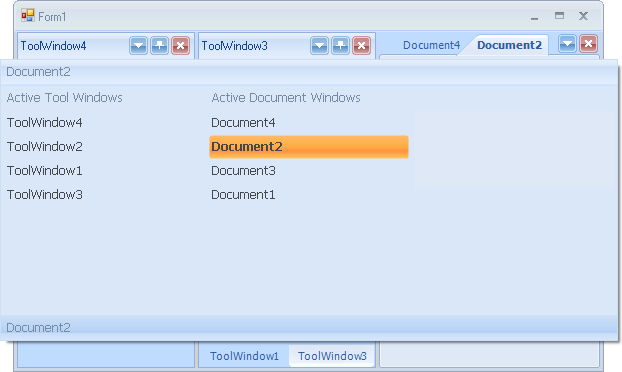 Form1
ToolWindow4 ToolWindow3 Document4 Document2
Document2
Active Tool Windows Active Document Windows
ToolWindow4 Document4
ToolWindow2 Document2
ToolWindow1 Document3
ToolWindow3 Document1
Document2
ToolWindow1 ToolWindow3